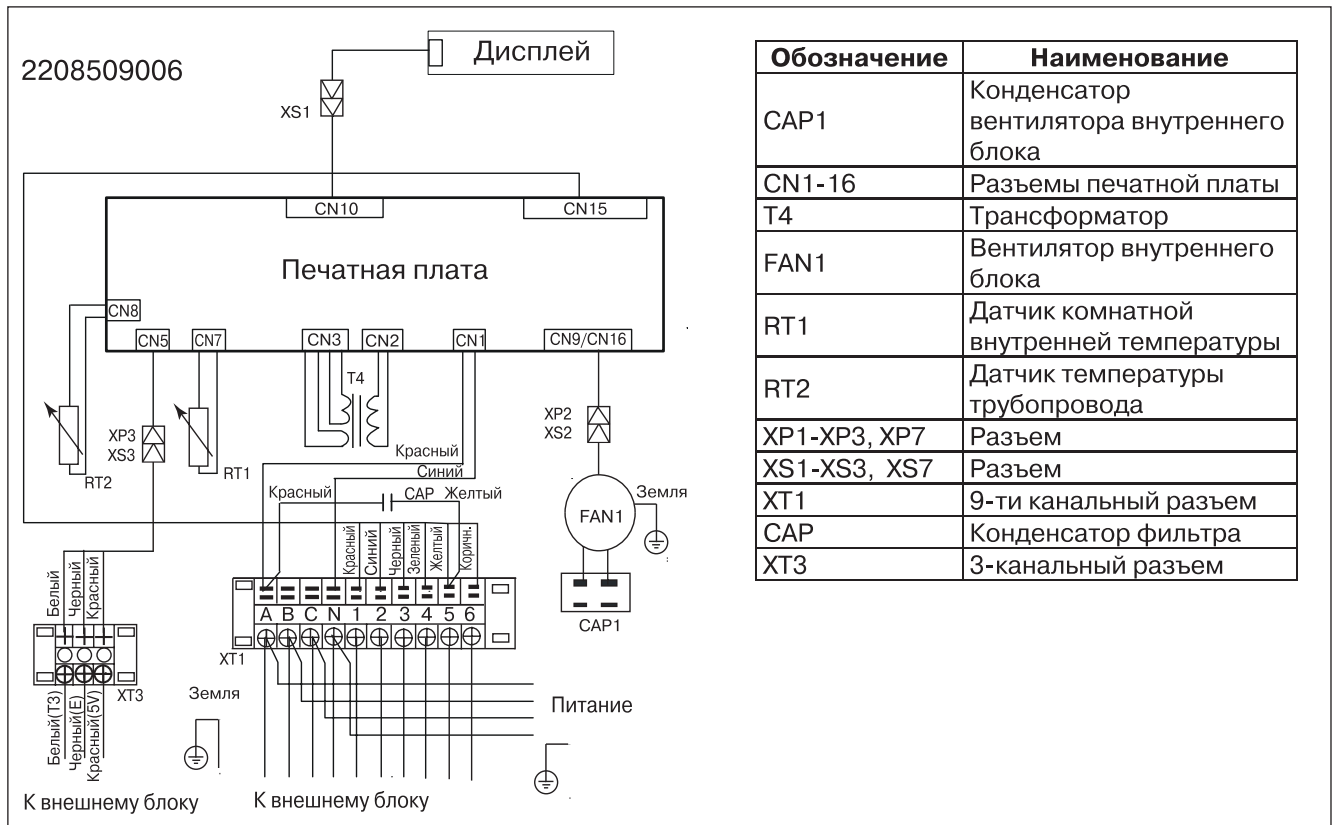 2208509006
Дисплей
XS1
CN10
CN15
Печатная плата
CN8
CN5
CN7
CN3
CN2
CN1
CN9/CN16
T4
XP3
XS3
RT2
RT1
XP2
XS2
Красный
Синий
Красный
CAP
Желтый
FAN1
Земля
Белый
Черный
Красный
Красный
Синий
Черный
Зеленый
Желтый
Коричн.
A B C N 1 2 3 4 5 6
CAP1
XT1
XT3
Белый(T3)
Черный(E)
Красный(5V)
Земля
Питание
К внешнему блоку
К внешнему блоку
Обозначение Наименование
CAP1 Конденсатор
вентилятора внутреннего
блока
CN1-16 Разъемы печатной платы
T4 Трансформатор
FAN1 Вентилятор внутреннего
блока
RT1 Датчик комнатной
внутренней температуры
RT2 Датчик температуры
трубопровода
XP1-XP3, XP7 Разъем
XS1-XS3, XS7 Разъем
XT1 9-ти канальный разъем
CAP Конденсатор фильтра
XT3 3-канальный разъем